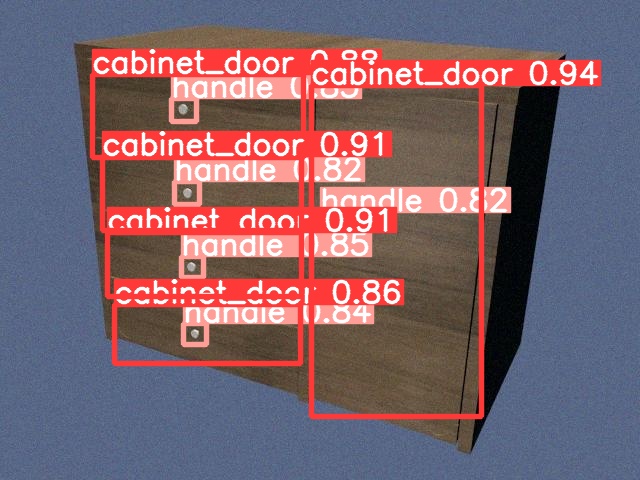 cabinet_door 0.88
cabinet_door 0.94
handle 0.83
cabinet_door 0.91
handle 0.82
handle 0.82
cabinet_door 0.91
handle 0.85
cabinet_door 0.86
handle 0.84